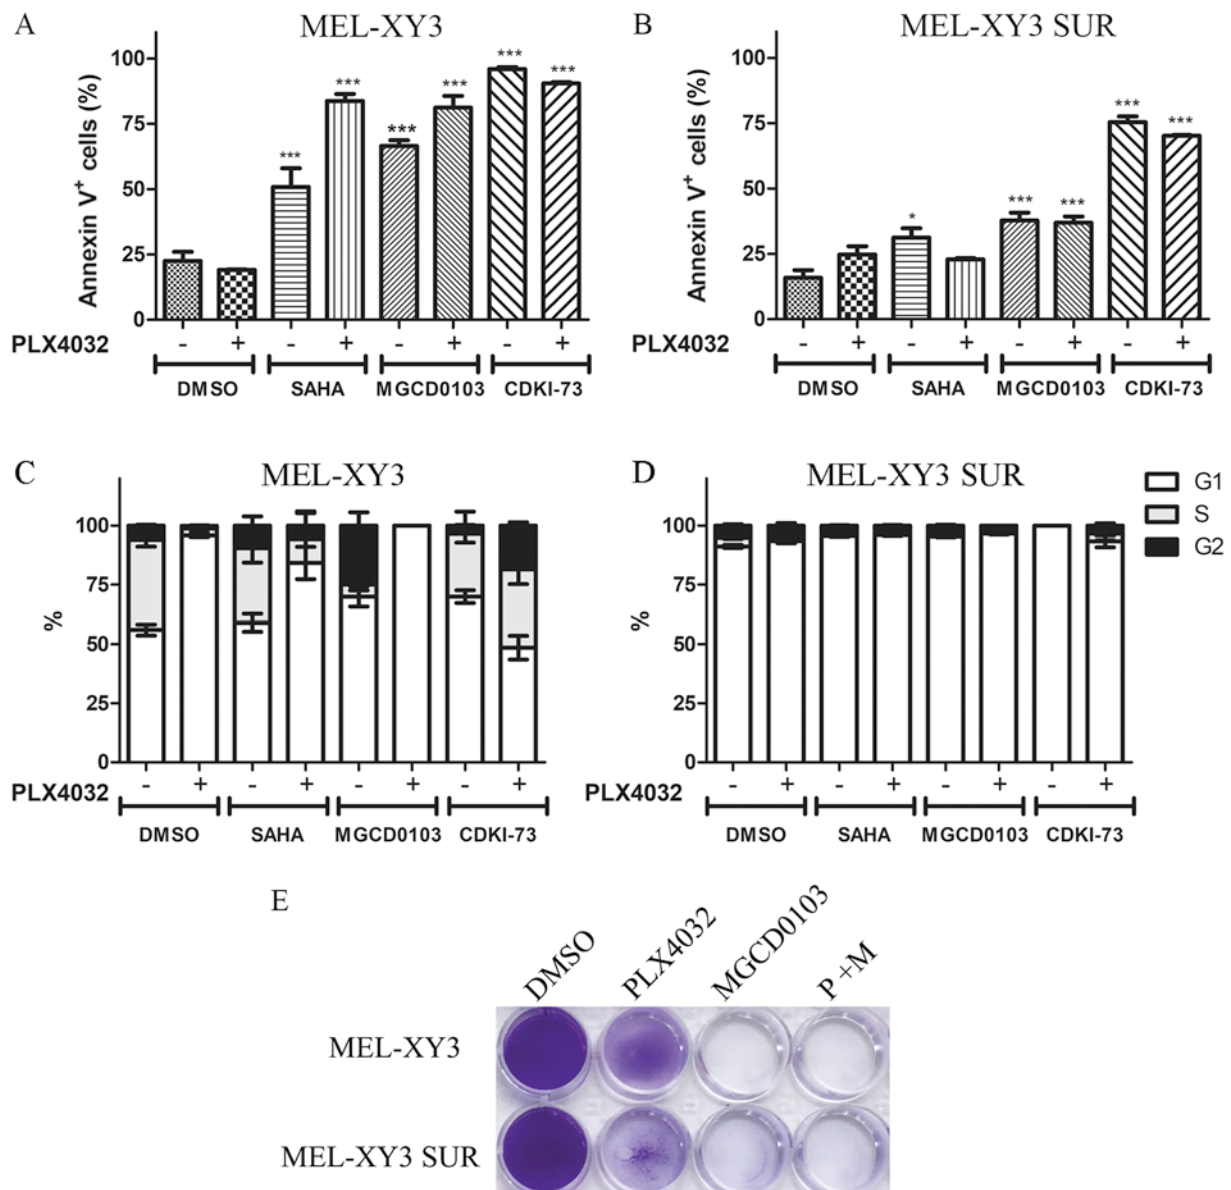 A
MEL-XY3
Annexin V+ cells (%)
100
75
50
25
0
*** *** *** *** *** ***
PLX4032
- + - + - + - +
DMSO SAHA MGCD0103 CDKI-73
B
MEL-XY3 SUR
Annexin V+ cells (%)
100
75
50
25
0
* *** *** *** ***
PLX4032
- + - + - + - +
DMSO SAHA MGCD0103 CDKI-73
C
MEL-XY3
%
100
75
50
25
0
PLX4032
- + - + - + - +
DMSO SAHA MGCD0103 CDKI-73
D
MEL-XY3 SUR
%
100
75
50
25
0
PLX4032
- + - + - + - +
DMSO SAHA MGCD0103 CDKI-73
G1
S
G2
E
DMSO PLX4032 MGCD0103 P +M
MEL-XY3
MEL-XY3 SUR